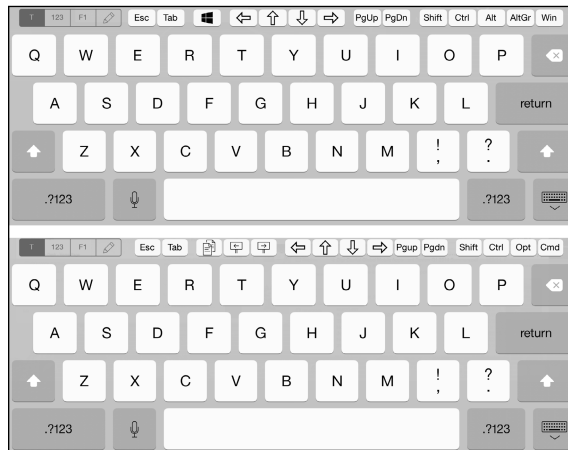 T 123 F1 Esc Tab PgUp PgDn Shift Ctrl Alt AltGr Win
Q W E R T Y U I O P
A S D F G H J K L return
Z X C V B N M ! , ? .
.?123 .?123
T 123 F1 Esc Tab Pgup Pgdn Shift Ctrl Opt Cmd
Q W E R T Y U I O P
A S D F G H J K L return
Z X C V B N M ! , ? .
.?123 .?123